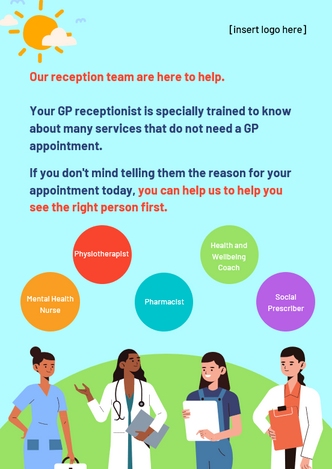 [insert logo here]
Our reception team are here to help.
Your GP receptionist is specially trained to know
about many services that do not need a GP
appointment.
If you don't mind telling them the reason for your
appointment today, you can help us to help you
see the right person first.
Physiotherapist
Health and
Wellbeing
Coach
Mental Health
Nurse
Pharmacist
Social
Prescriber